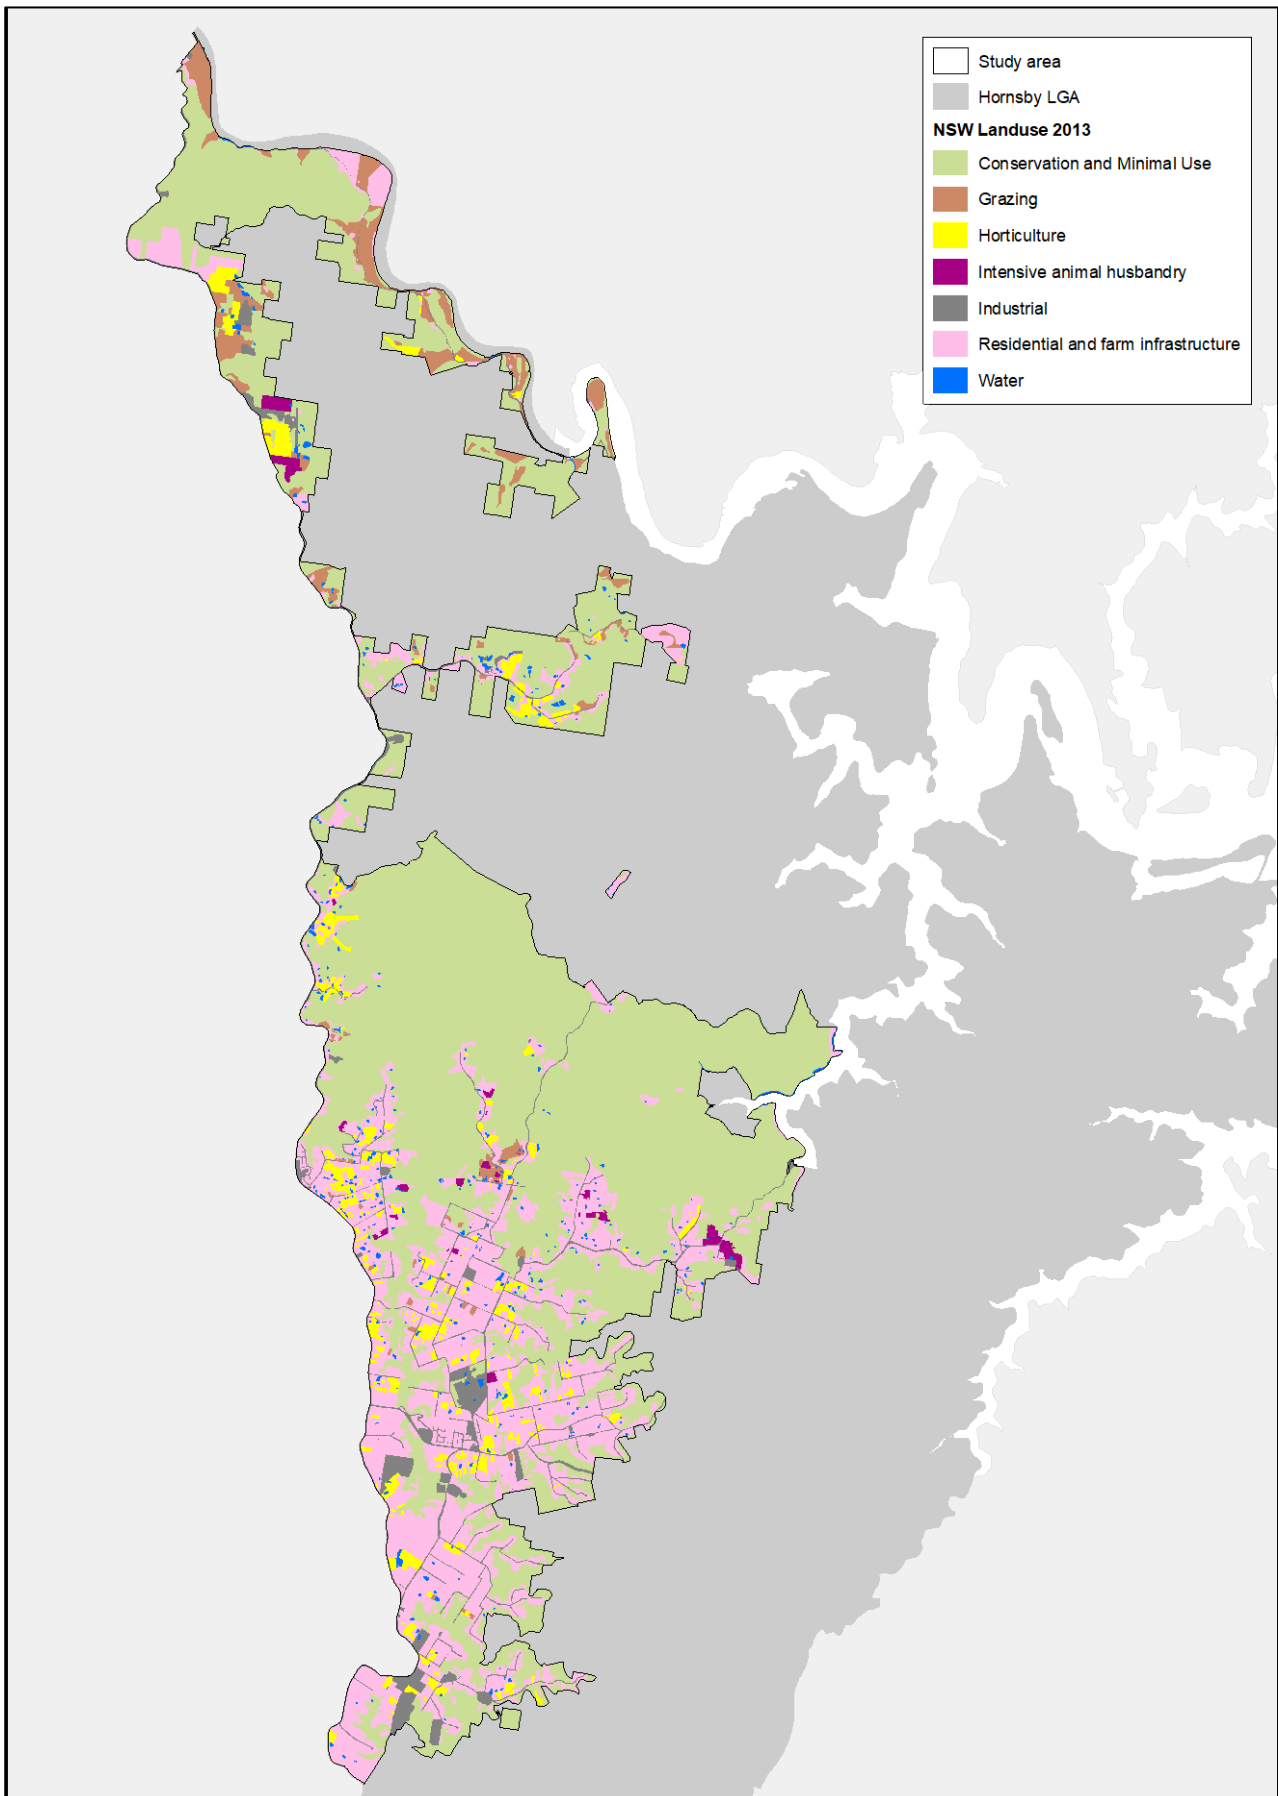 Study area
Hornsby LGA
NSW Landuse 2013
Conservation and Minimal Use
Grazing
Horticulture
Intensive animal husbandry
Industrial
Residential and farm infrastructure
Water